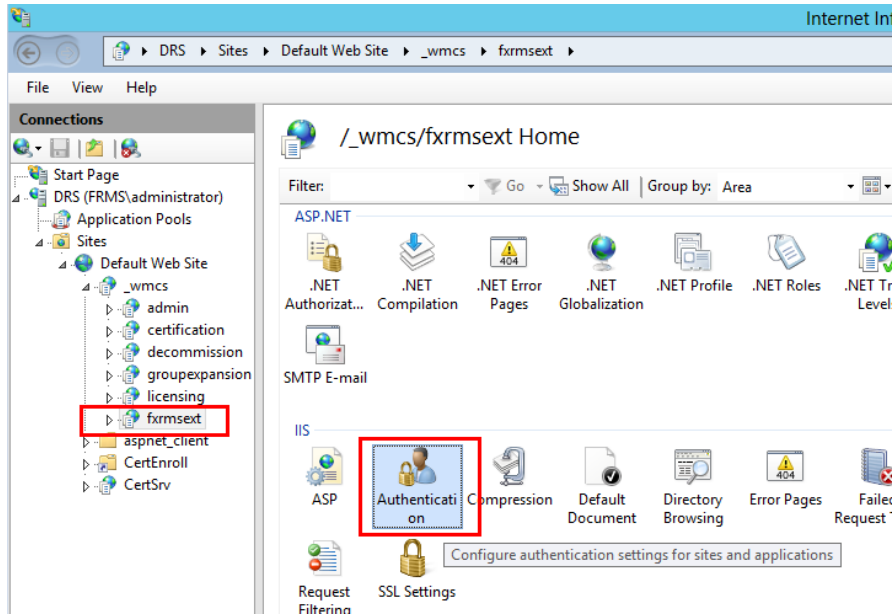 Internet Inf
DRS Sites Default Web Site _wmcs fxrmsext
File View Help
Connections
Start Page
DRS (FRMS\administrator)
Application Pools
Sites
Default Web Site
_wmcs
admin
certification
decommission
groupexpansion
licensing
fxrmsext
aspnet_client
CertEnroll
CertSrv
/_wmcs/fxrmsext Home
Filter: Go Show All Group by: Area
ASP.NET
.NET Authorizat...
.NET Compilation
.NET Error Pages
.NET Globalization
.NET Profile
.NET Roles
.NET Tr
Levels
SMTP E-mail
IIS
ASP
Authenticati
on
Compression
Default
Document
Directory
Browsing
Error Pages
Failed
Request T
Configure authentication settings for sites and applications
Request
Filtering
SSL Settings